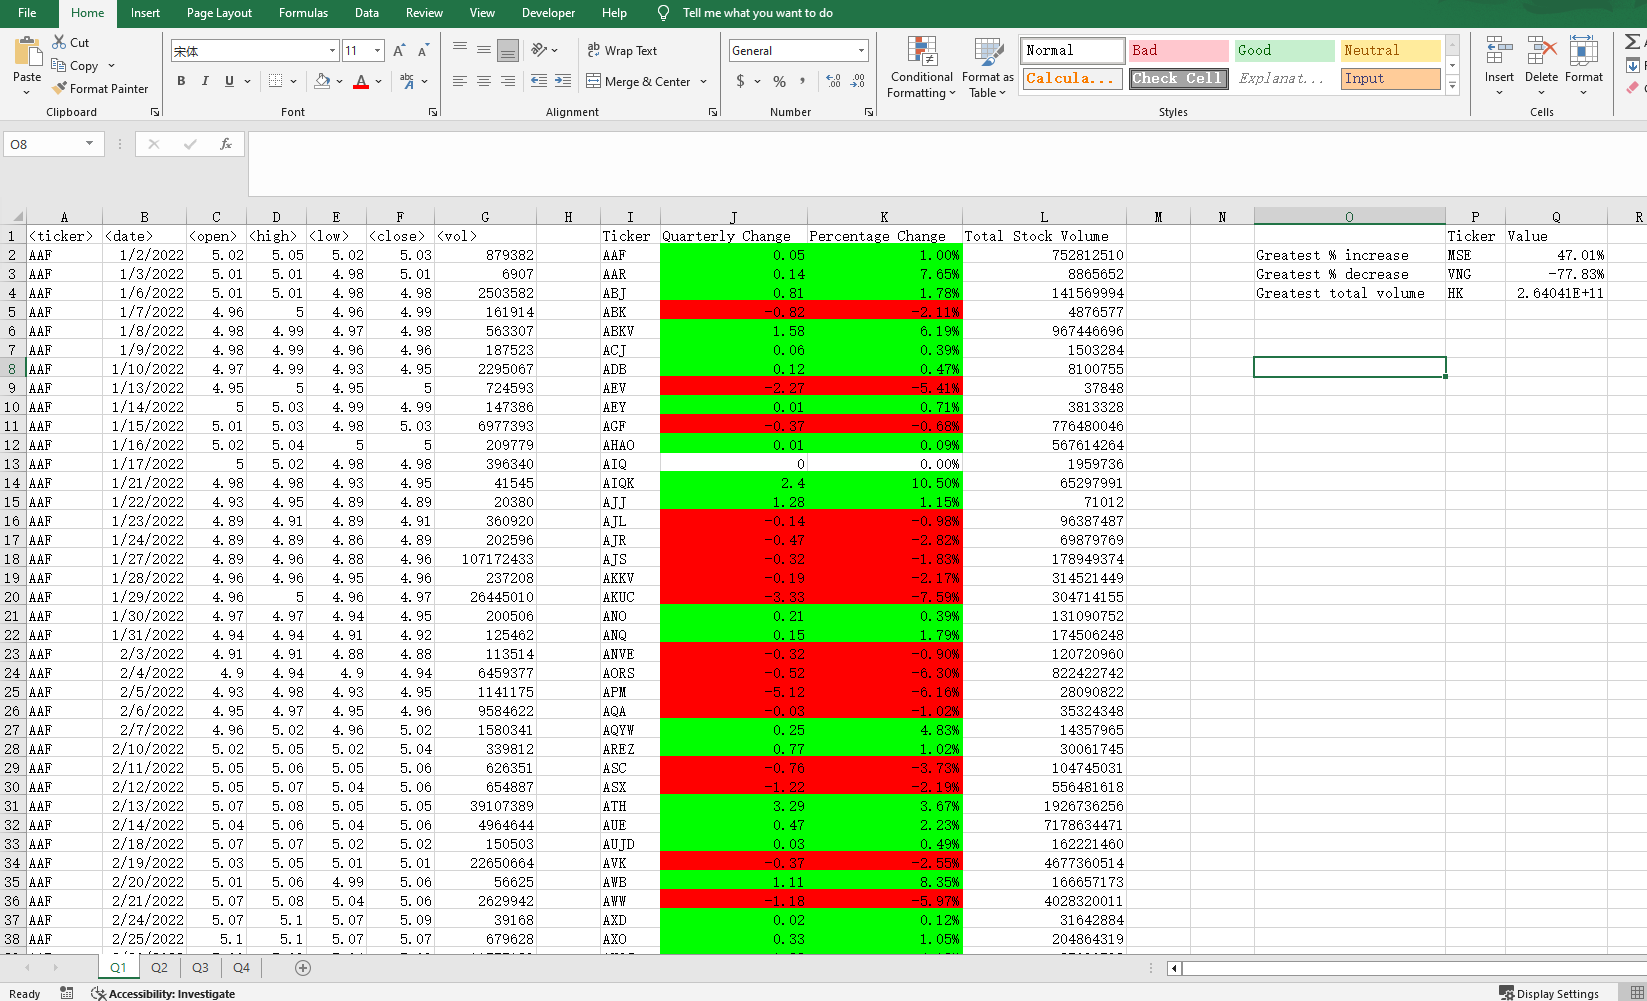 File Home Insert Page Layout Formulas Data Review View Developer Help Tell me what you want to do
Paste Cut Copy Format Painter Clipboard
宋体 11 A A B I U A abc Font
ab Wrap Text Merge & Center Alignment
General $ % , Number
Conditional Formatting Format as Table
Normal Bad Good Neutral
Calcula... Check Cell Explanat... Input
Styles
Insert Delete Format
Cells
O8 fx
A B C D E F G H I J K L M N O P Q R
1 <ticker> <date> <open> <high> <low> <close> <vol> Ticker Quarterly Change Percentage Change Total Stock Volume Ticker Value
2 AAF 1/2/2022 5.02 5.05 5.02 5.03 879382 AAF 0.05 1.00% 752812510 Greatest % increase MSE 47.01%
3 AAF 1/3/2022 5.01 5.01 4.98 5.01 6907 AAR 0.14 7.65% 8865652 Greatest % decrease VNG -77.83%
4 AAF 1/6/2022 5.01 5.01 4.98 4.98 2503582 ABJ 0.81 1.78% 141569994 Greatest total volume HK 2.64041E+11
5 AAF 1/7/2022 4.96 5 4.96 4.99 161914 ABK -0.82 -2.11% 4876577
6 AAF 1/8/2022 4.98 4.99 4.97 4.98 563307 ABKV 1.58 6.19% 967446696
7 AAF 1/9/2022 4.98 4.99 4.96 4.96 187523 ACJ 0.06 0.39% 1503284
8 AAF 1/10/2022 4.97 4.99 4.93 4.95 2295067 ADB 0.12 0.47% 8100755
9 AAF 1/13/2022 4.95 5 4.95 5 724593 AEV -2.27 -5.41% 37848
10 AAF 1/14/2022 5 5.03 4.99 4.99 147386 AEY 0.01 0.71% 3813328
11 AAF 1/15/2022 5.01 5.03 4.98 5.03 6977393 AGF -0.37 -0.68% 776480046
12 AAF 1/16/2022 5.02 5.04 5 5 209779 AHAO 0.01 0.09% 567614264
13 AAF 1/17/2022 5 5.02 4.98 4.98 396340 AIQ 0 0.00% 1959736
14 AAF 1/21/2022 4.98 4.98 4.93 4.95 41545 AIQK 2.4 10.50% 65297991
15 AAF 1/22/2022 4.93 4.95 4.89 4.89 20380 AJJ 1.28 1.15% 71012
16 AAF 1/23/2022 4.89 4.91 4.89 4.91 360920 AJL -0.14 -0.98% 96387487
17 AAF 1/24/2022 4.89 4.89 4.86 4.89 202596 AJR -0.47 -2.82% 69879769
18 AAF 1/27/2022 4.89 4.96 4.88 4.96 107172433 AJS -0.32 -1.83% 178949374
19 AAF 1/28/2022 4.96 4.96 4.95 4.96 237208 AKKV -0.19 -2.17% 314521449
20 AAF 1/29/2022 4.96 5 4.96 4.97 26445010 AKUC -3.33 -7.59% 304714155
21 AAF 1/30/2022 4.97 4.97 4.94 4.95 200506 ANO 0.21 0.39% 131090752
22 AAF 1/31/2022 4.94 4.94 4.91 4.92 125462 ANQ 0.15 1.79% 174506248
23 AAF 2/3/2022 4.91 4.91 4.88 4.88 113514 ANVE -0.32 -0.90% 120720960
24 AAF 2/4/2022 4.9 4.94 4.9 4.94 6459377 AORS -0.52 -6.30% 822422742
25 AAF 2/5/2022 4.93 4.98 4.93 4.95 1141175 APM -5.12 -6.16% 28090822
26 AAF 2/6/2022 4.95 4.97 4.95 4.96 9584622 AQA -0.03 -1.02% 35324348
27 AAF 2/7/2022 4.96 5.02 4.96 5.02 1580341 AQYW 0.25 4.83% 14357965
28 AAF 2/10/2022 5.02 5.05 5.02 5.04 339812 AREZ 0.77 1.02% 30061745
29 AAF 2/11/2022 5.05 5.06 5.05 5.06 626351 ASC -0.76 -3.73% 104745031
30 AAF 2/12/2022 5.05 5.07 5.04 5.06 654887 ASX -1.22 -2.19% 556481618
31 AAF 2/13/2022 5.07 5.08 5.05 5.05 39107389 ATH 3.29 3.67% 1926736256
32 AAF 2/14/2022 5.04 5.06 5.04 5.06 4964644 AUE 0.47 2.23% 7178634471
33 AAF 2/18/2022 5.07 5.07 5.02 5.02 150503 AUJD 0.03 0.49% 162221460
34 AAF 2/19/2022 5.03 5.05 5.01 5.01 22650664 AVK -0.37 -2.55% 4677360514
35 AAF 2/20/2022 5.01 5.06 4.99 5.06 56625 AWB 1.11 8.35% 166657173
36 AAF 2/21/2022 5.07 5.08 5.04 5.06 2629942 AWW -1.18 -5.97% 4028320011
37 AAF 2/24/2022 5.07 5.1 5.07 5.09 39168 AXD 0.02 0.12% 31642884
38 AAF 2/25/2022 5.1 5.1 5.07 5.07 679628 AXO 0.33 1.05% 204864319
Q1 Q2 Q3 Q4
Ready Accessibility: Investigate Display Settings